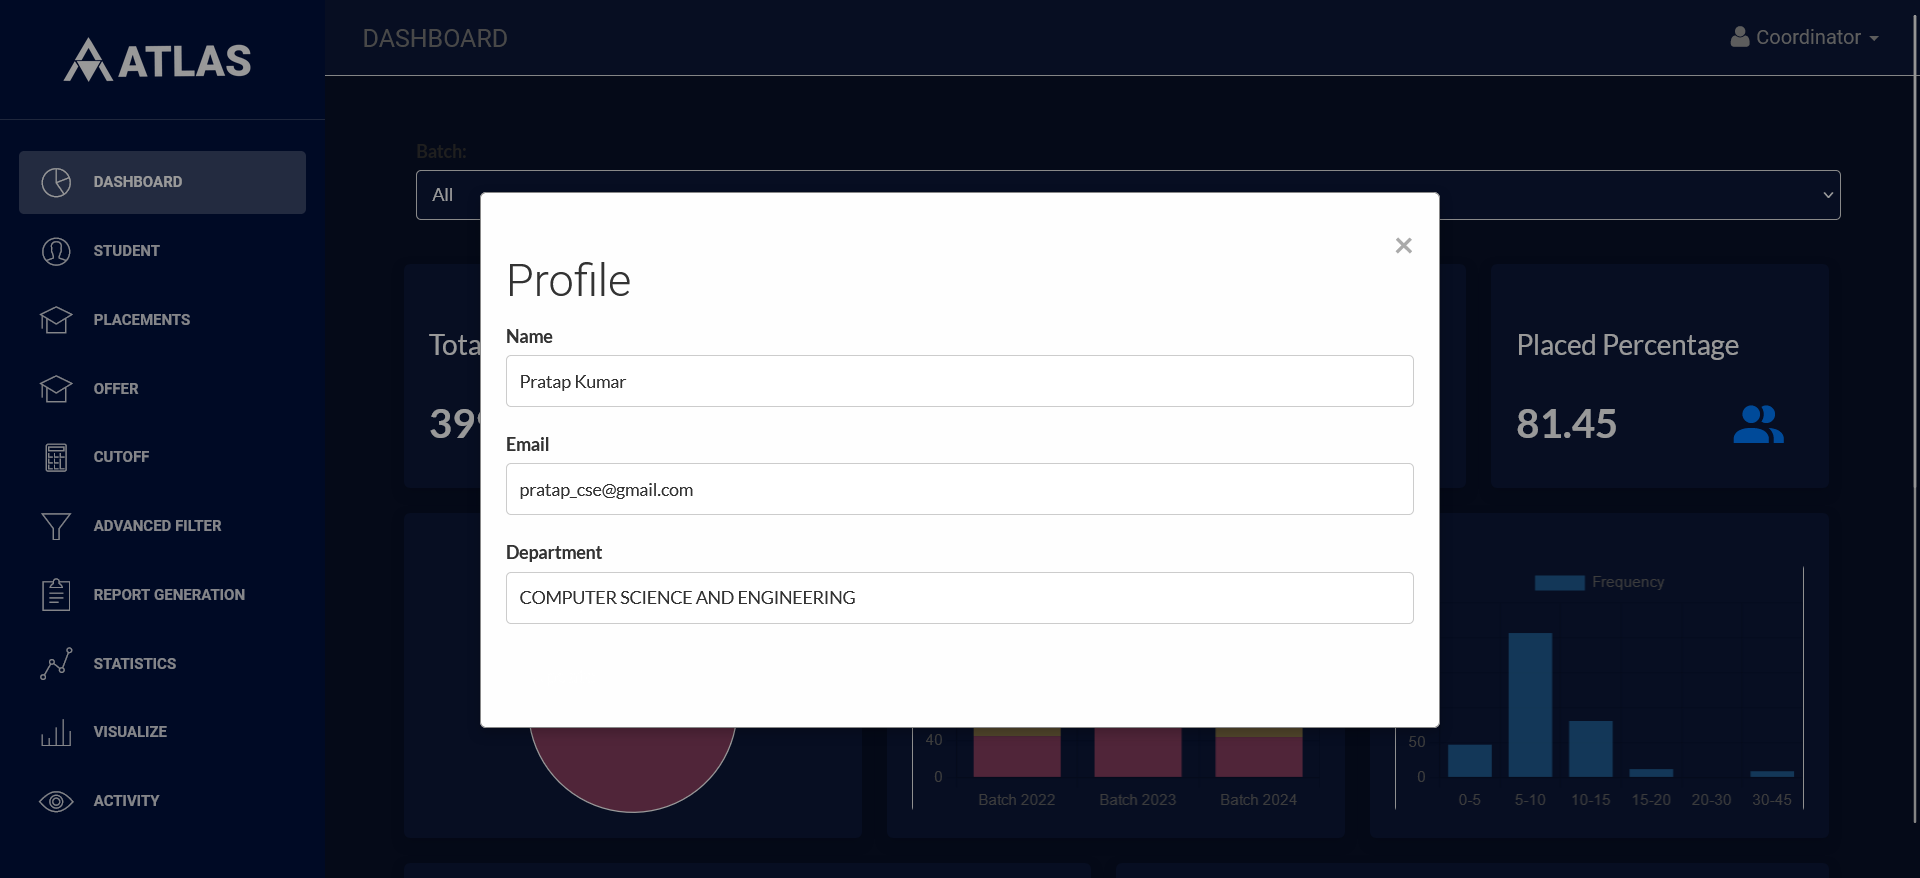 ATLAS
DASHBOARD
Coordinator
DASHBOARD
STUDENT
PLACEMENTS
OFFER
CUTOFF
ADVANCED FILTER
REPORT GENERATION
STATISTICS
VISUALIZE
ACTIVITY
Batch:
All
×
Profile
Name
Pratap Kumar
Email
pratap_cse@gmail.com
Department
COMPUTER SCIENCE AND ENGINEERING
Placed Percentage
81.45
40
0
Batch 2022 Batch 2023 Batch 2024
Frequency
50
0
0-5 5-10 10-15 15-20 20-30 30-45